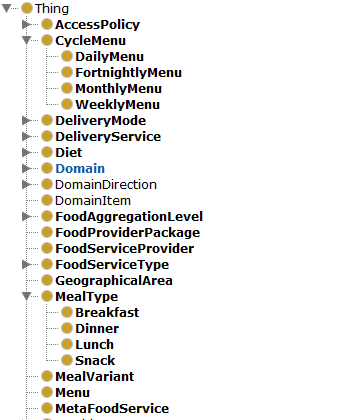 Thing
AccessPolicy
CycleMenu
DailyMenu
FortnightlyMenu
MonthlyMenu
WeeklyMenu
DeliveryMode
DeliveryService
Diet
Domain
DomainDirection
DomainItem
FoodAggregationLevel
FoodProviderPackage
FoodServiceProvider
FoodServiceType
GeographicalArea
MealType
Breakfast
Dinner
Lunch
Snack
MealVariant
Menu
MetaFoodService